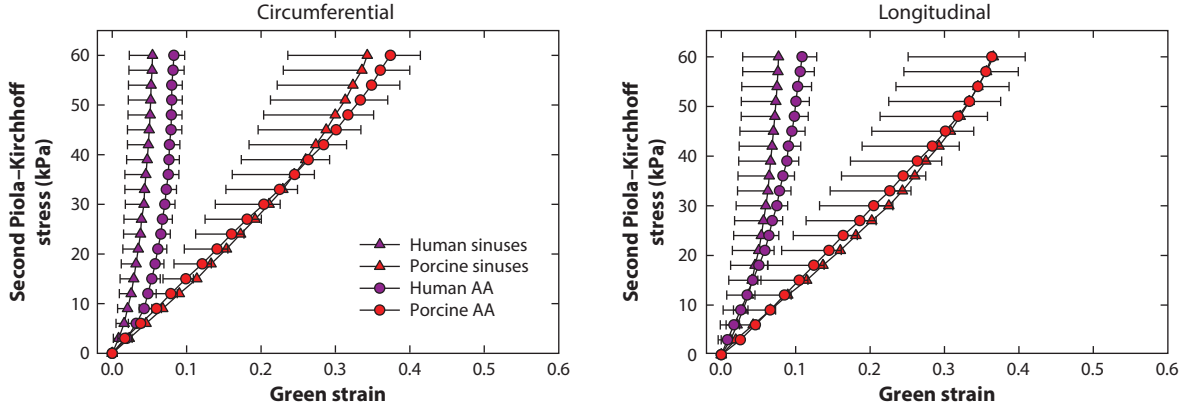 Circumferential
60
50
40
30
20
10
0
Second Piola–Kirchhoff
stress (kPa)
Human sinuses
Porcine sinuses
Human AA
Porcine AA
0.0 0.1 0.2 0.3 0.4 0.5 0.6
Green strain
Longitudinal
60
50
40
30
20
10
0
Second Piola–Kirchhoff
stress (kPa)
0.0 0.1 0.2 0.3 0.4 0.5 0.6
Green strain